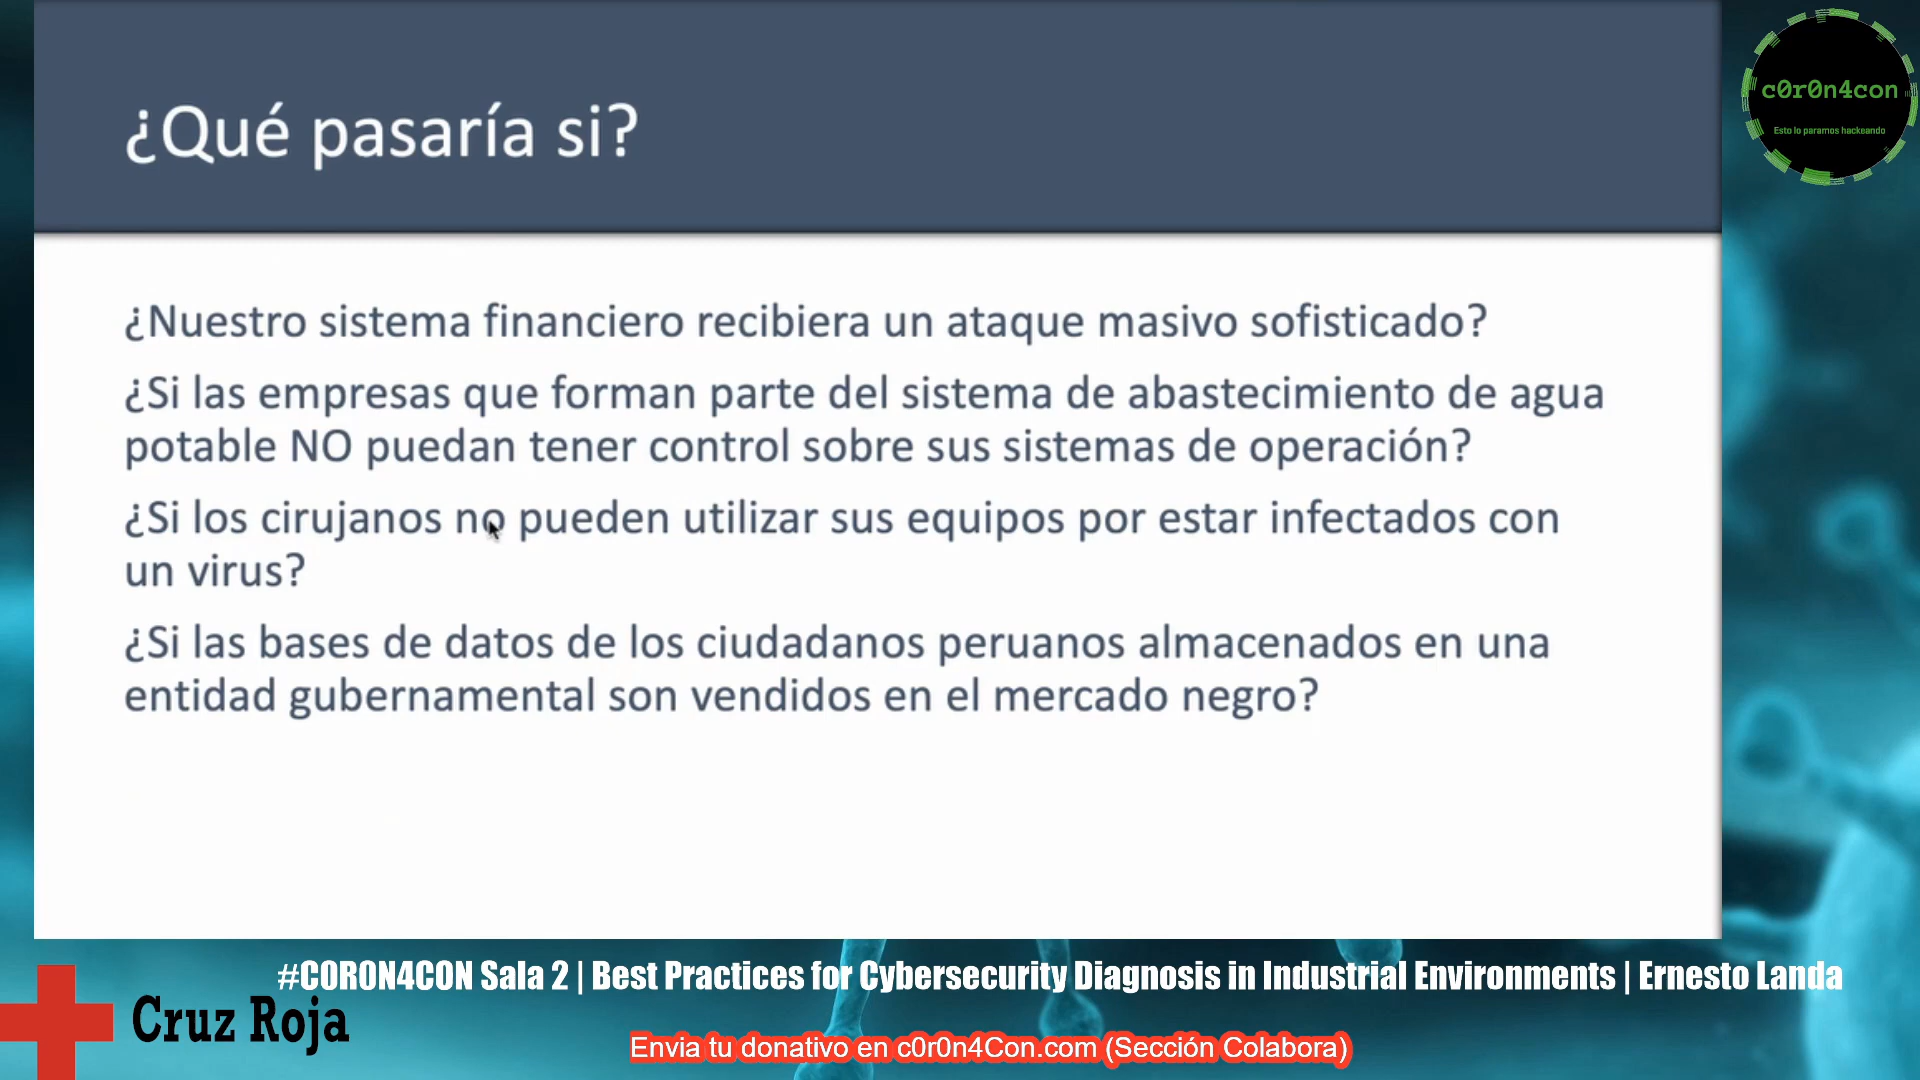 ¿Qué pasaría si?
c0r0n4con
Esto lo paramos hackeando
¿Nuestro sistema financiero recibiera un ataque masivo sofisticado?
¿Si las empresas que forman parte del sistema de abastecimiento de agua
potable NO puedan tener control sobre sus sistemas de operación?
¿Si los cirujanos no pueden utilizar sus equipos por estar infectados con
un virus?
¿Si las bases de datos de los ciudadanos peruanos almacenados en una
entidad gubernamental son vendidos en el mercado negro?
#C0R0N4CON Sala 2 | Best Practices for Cybersecurity Diagnosis in Industrial Environments | Ernesto Landa
Cruz Roja
Envia tu donativo en c0r0n4Con.com (Sección Colabora)